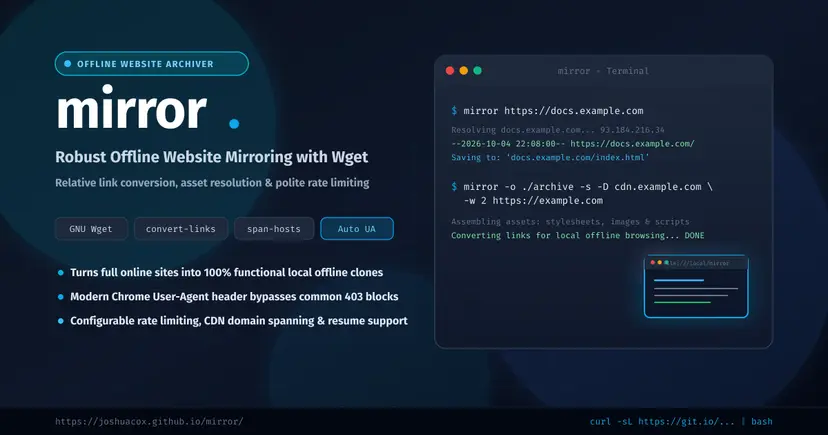 OFFLINE WEBSITE ARCHIVER
mirror .
Robust Offline Website Mirroring with Wget
Relative link conversion, asset resolution & polite rate limiting
GNU Wget
convert-links
span-hosts
Auto UA
Turns full online sites into 100% functional local offline clones
Modern Chrome User-Agent header bypasses common 403 blocks
Configurable rate limiting, CDN domain spanning & resume support
mirror - Terminal
$ mirror https://docs.example.com
Resolving docs.example.com... 93.184.216.34
--2026-10-04 22:08:00-- https://docs.example.com/
Saving to: 'docs.example.com/index.html'
$ mirror -o ./archive -s -D cdn.example.com \
-w 2 https://example.com
Assembling assets: stylesheets, images & scripts
Converting links for local offline browsing... DONE
https://joshuacox.github.io/mirror/
curl -sL https://git.io/... | bash